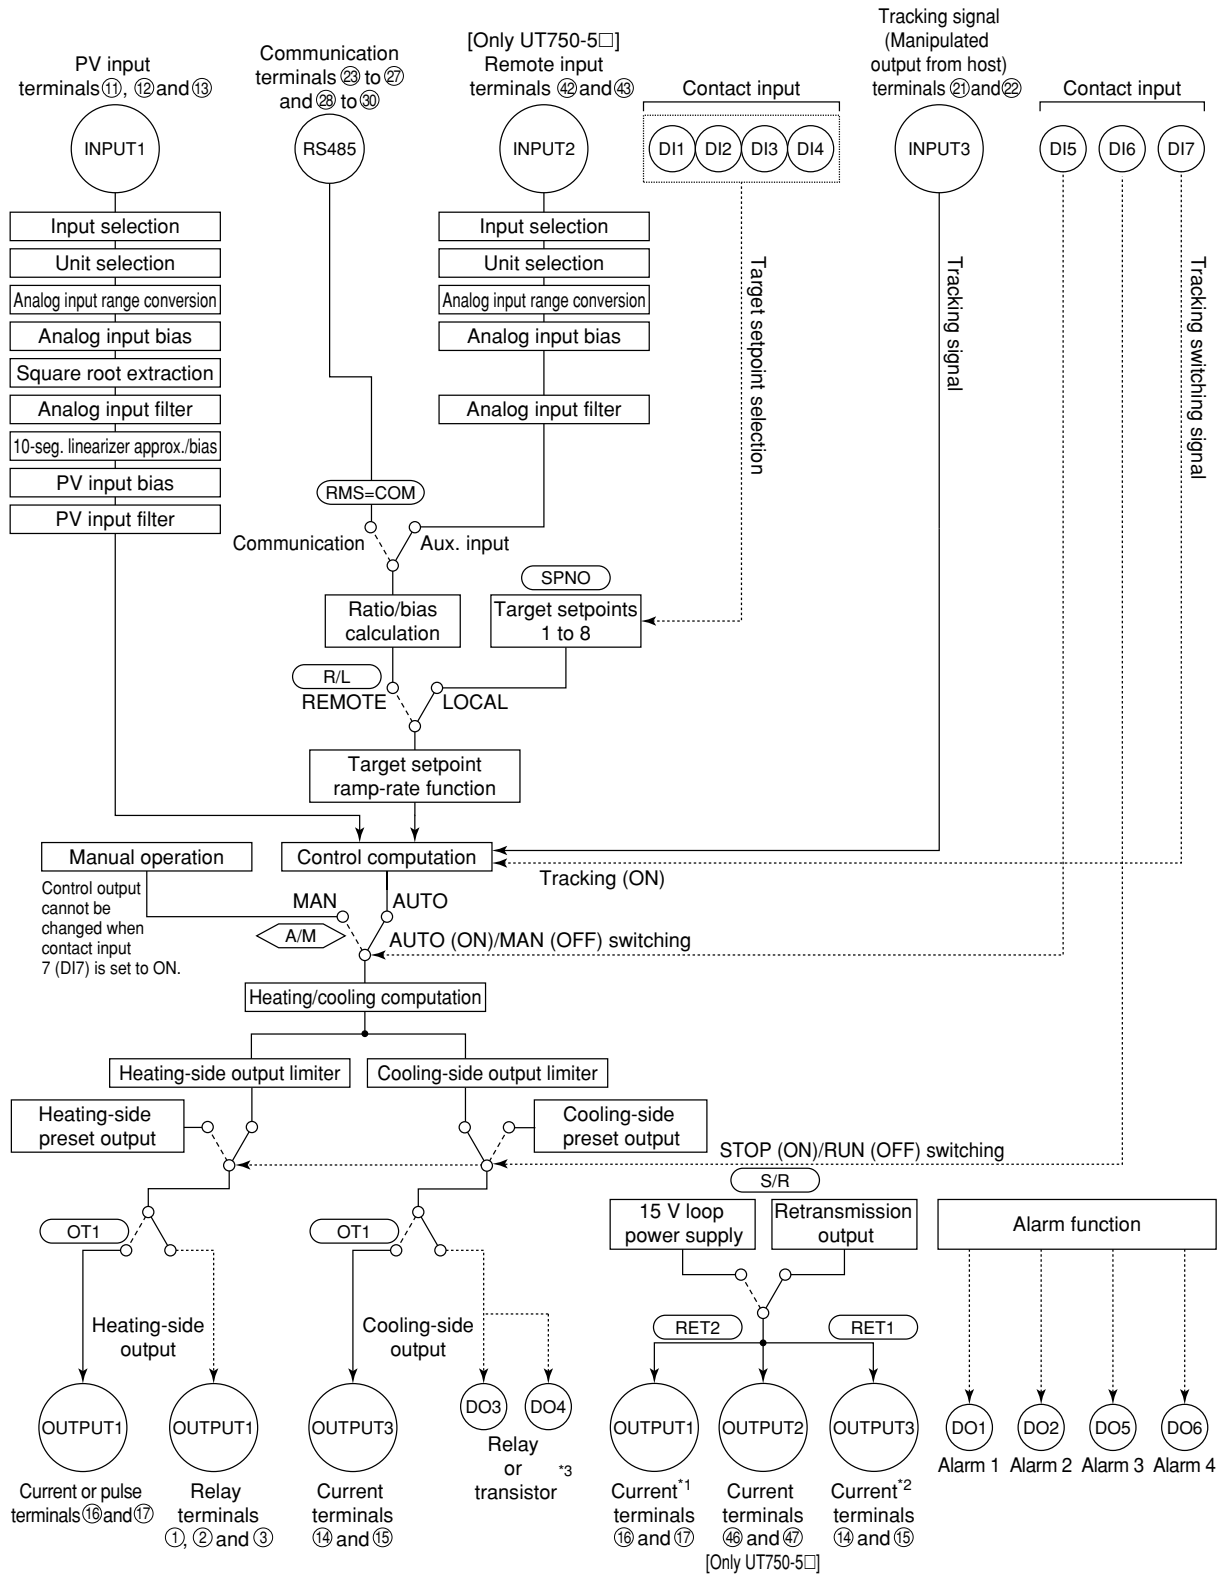 PV input
terminals ⑪, ⑫ and ⑬
INPUT1
Communication
terminals ㉓ to ㉗
and ㉘ to ㉚
RS485
[Only UT750-5□]
Remote input
terminals ㊷ and ㊸
INPUT2
Contact input
DI1
DI2
DI3
DI4
Tracking signal
(Manipulated
output from host)
terminals ㉑ and ㉒
INPUT3
Contact input
DI5
DI6
DI7
Input selection
Unit selection
Analog input range conversion
Analog input bias
Square root extraction
Analog input filter
10-seg. linearizer approx./bias
PV input bias
PV input filter
Input selection
Unit selection
Analog input range conversion
Analog input bias
Analog input filter
Target setpoint selection
Tracking signal
Tracking switching signal
RMS=COM
Communication
Aux. input
Ratio/bias
calculation
SPNO
Target setpoints
1 to 8
R/L
REMOTE
LOCAL
Target setpoint
ramp-rate function
Manual operation
Control computation
Tracking (ON)
Control output
cannot be
changed when
contact input
7 (DI7) is set to ON.
MAN
AUTO
A/M
AUTO (ON)/MAN (OFF) switching
Heating/cooling computation
Heating-side output limiter
Cooling-side output limiter
Heating-side
preset output
Cooling-side
preset output
STOP (ON)/RUN (OFF) switching
S/R
OT1
OT1
15 V loop
power supply
Retransmission
output
Alarm function
Heating-side
output
Cooling-side
output
RET2
RET1
OUTPUT1
OUTPUT1
OUTPUT3
DO3
DO4
OUTPUT1
OUTPUT2
OUTPUT3
DO1
DO2
DO5
DO6
Current or pulse
terminals ⑯ and ⑰
Relay
terminals
①, ② and ③
Current
terminals
⑭ and ⑮
Relay
or
transistor
*3
Current*1
terminals
⑯ and ⑰
Current
terminals
㊻ and ㊼
[Only UT750-5□]
Current*2
terminals
⑭ and ⑮
Alarm 1
Alarm 2
Alarm 3
Alarm 4